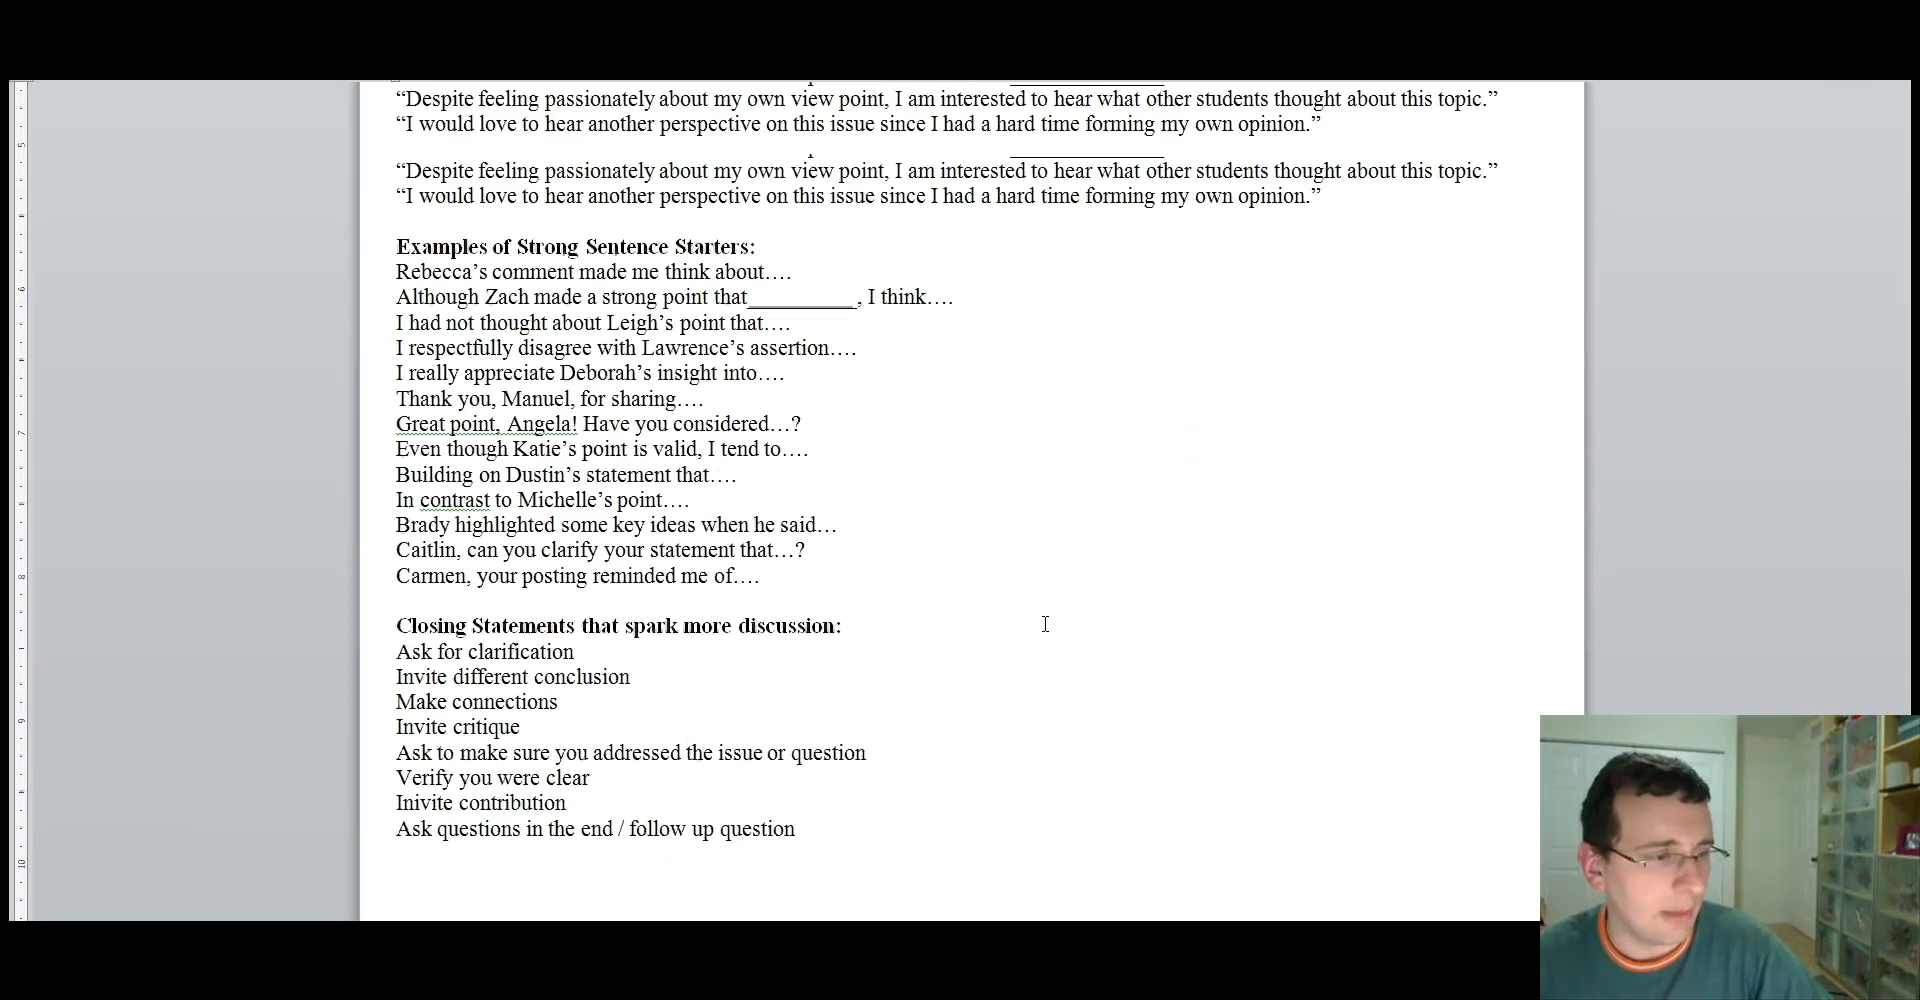 “Despite feeling passionately about my own view point, I am interested to hear what other students thought about this topic.”
“I would love to hear another perspective on this issue since I had a hard time forming my own opinion.”
“Despite feeling passionately about my own view point, I am interested to hear what other students thought about this topic.”
“I would love to hear another perspective on this issue since I had a hard time forming my own opinion.”
Examples of Strong Sentence Starters:
Rebecca’s comment made me think about….
Although Zach made a strong point that__________, I think….
I had not thought about Leigh’s point that….
I respectfully disagree with Lawrence’s assertion….
I really appreciate Deborah’s insight into….
Thank you, Manuel, for sharing….
Great point, Angela! Have you considered…?
Even though Katie’s point is valid, I tend to….
Building on Dustin’s statement that….
In contrast to Michelle’s point….
Brady highlighted some key ideas when he said…
Caitlin, can you clarify your statement that…?
Carmen, your posting reminded me of….
Closing Statements that spark more discussion:
Ask for clarification
Invite different conclusion
Make connections
Invite critique
Ask to make sure you addressed the issue or question
Verify you were clear
Inivite contribution
Ask questions in the end / follow up question